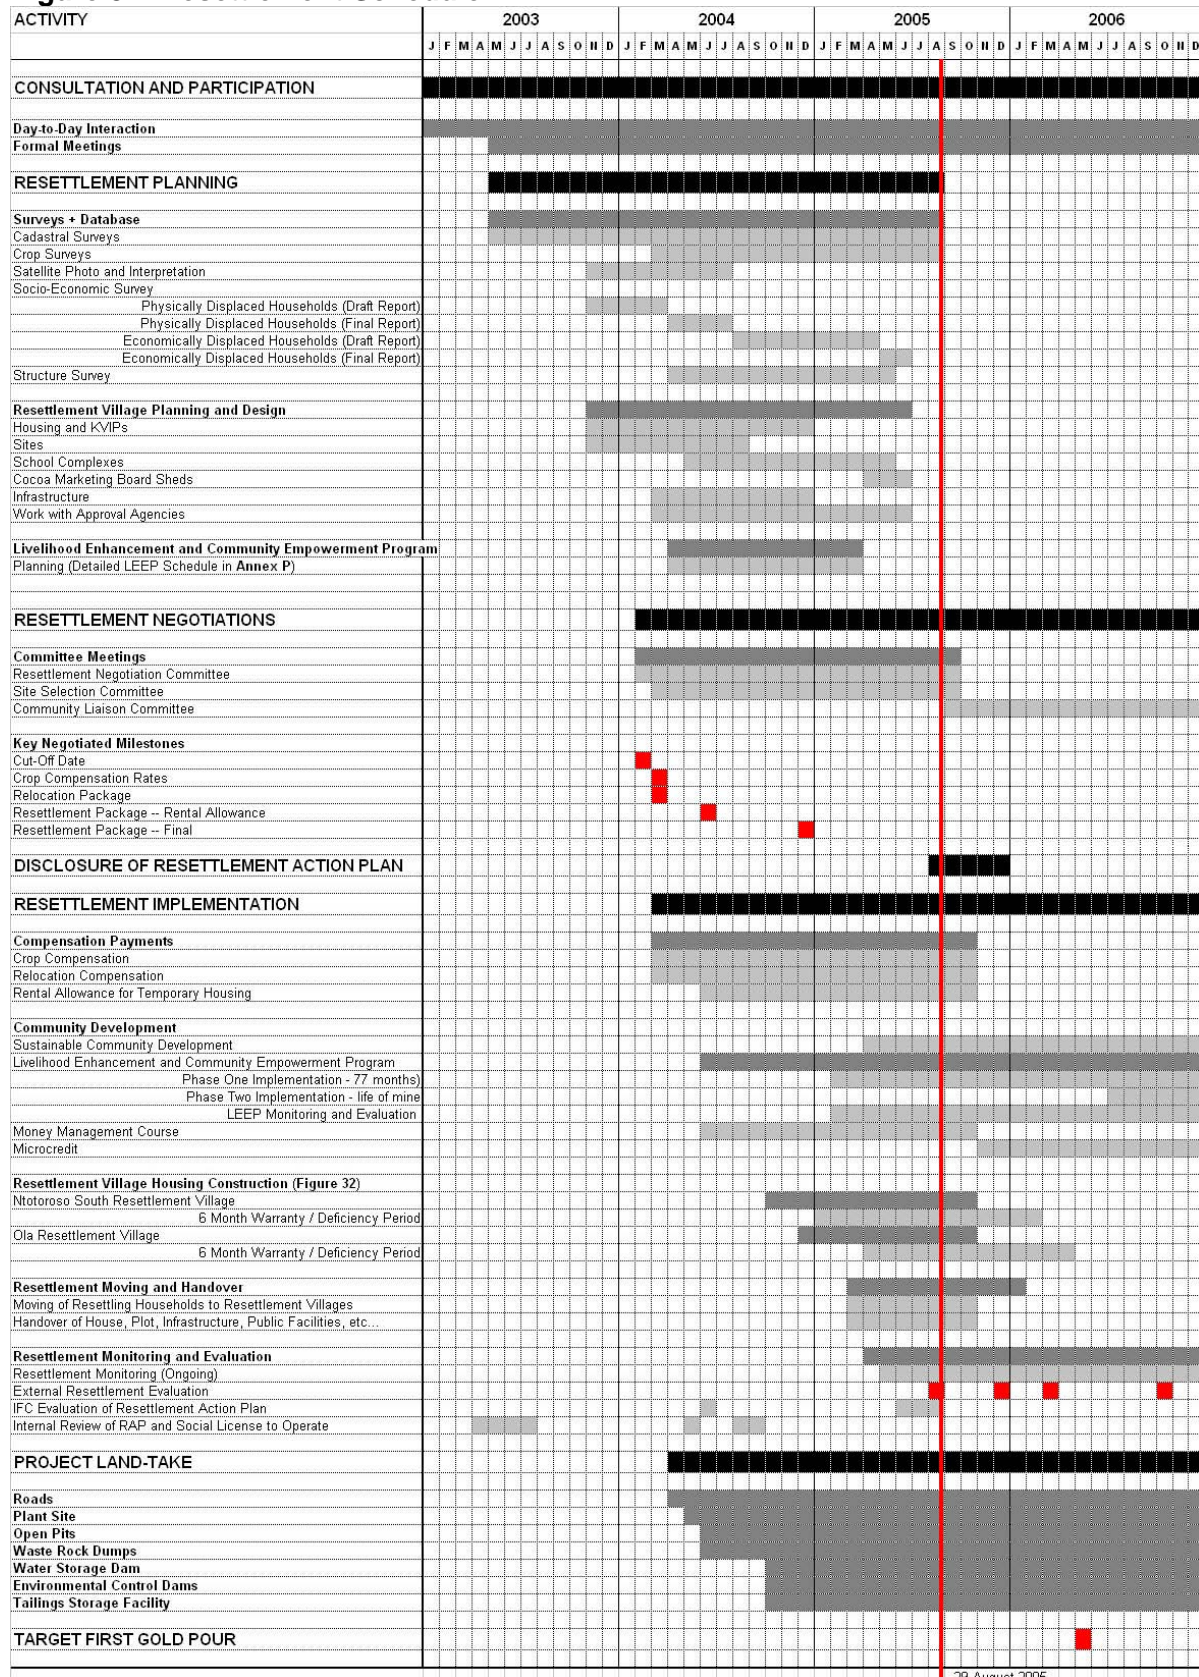 ACTIVITY 2003 2004 2005 2006
J F M A M J J A S O N D J F M A M J J A S O N D J F M A M J J A S O N D J F M A M J J A S O N D
CONSULTATION AND PARTICIPATION
Day-to-Day Interaction
Formal Meetings
RESETTLEMENT PLANNING
Surveys + Database
Cadastral Surveys
Crop Surveys
Satellite Photo and Interpretation
Socio-Economic Survey
Physically Displaced Households (Draft Report)
Physically Displaced Households (Final Report)
Economically Displaced Households (Draft Report)
Economically Displaced Households (Final Report)
Structure Survey
Resettlement Village Planning and Design
Housing and KVIPs
Sites
School Complexes
Cocoa Marketing Board Sheds
Infrastructure
Work with Approval Agencies
Livelihood Enhancement and Community Empowerment Program
Planning (Detailed LEEP Schedule in Annex P)
RESETTLEMENT NEGOTIATIONS
Committee Meetings
Resettlement Negotiation Committee
Site Selection Committee
Community Liaison Committee
Key Negotiated Milestones
Cut-Off Date
Crop Compensation Rates
Relocation Package
Resettlement Package -- Rental Allowance
Resettlement Package -- Final
DISCLOSURE OF RESETTLEMENT ACTION PLAN
RESETTLEMENT IMPLEMENTATION
Compensation Payments
Crop Compensation
Relocation Compensation
Rental Allowance for Temporary Housing
Community Development
Sustainable Community Development
Livelihood Enhancement and Community Empowerment Program
Phase One Implementation - 77 months)
Phase Two Implementation - life of mine
LEEP Monitoring and Evaluation
Money Management Course
Microcredit
Resettlement Village Housing Construction (Figure 32)
Ntotoroso South Resettlement Village
6 Month Warranty / Deficiency Period
Ola Resettlement Village
6 Month Warranty / Deficiency Period
Resettlement Moving and Handover
Moving of Resettling Households to Resettlement Villages
Handover of House, Plot, Infrastructure, Public Facilities, etc...
Resettlement Monitoring and Evaluation
Resettlement Monitoring (Ongoing)
External Resettlement Evaluation
IFC Evaluation of Resettlement Action Plan
Internal Review of RAP and Social License to Operate
PROJECT LAND-TAKE
Roads
Plant Site
Open Pits
Waste Rock Dumps
Water Storage Dam
Environmental Control Dams
Tailings Storage Facility
TARGET FIRST GOLD POUR
29 August 2005